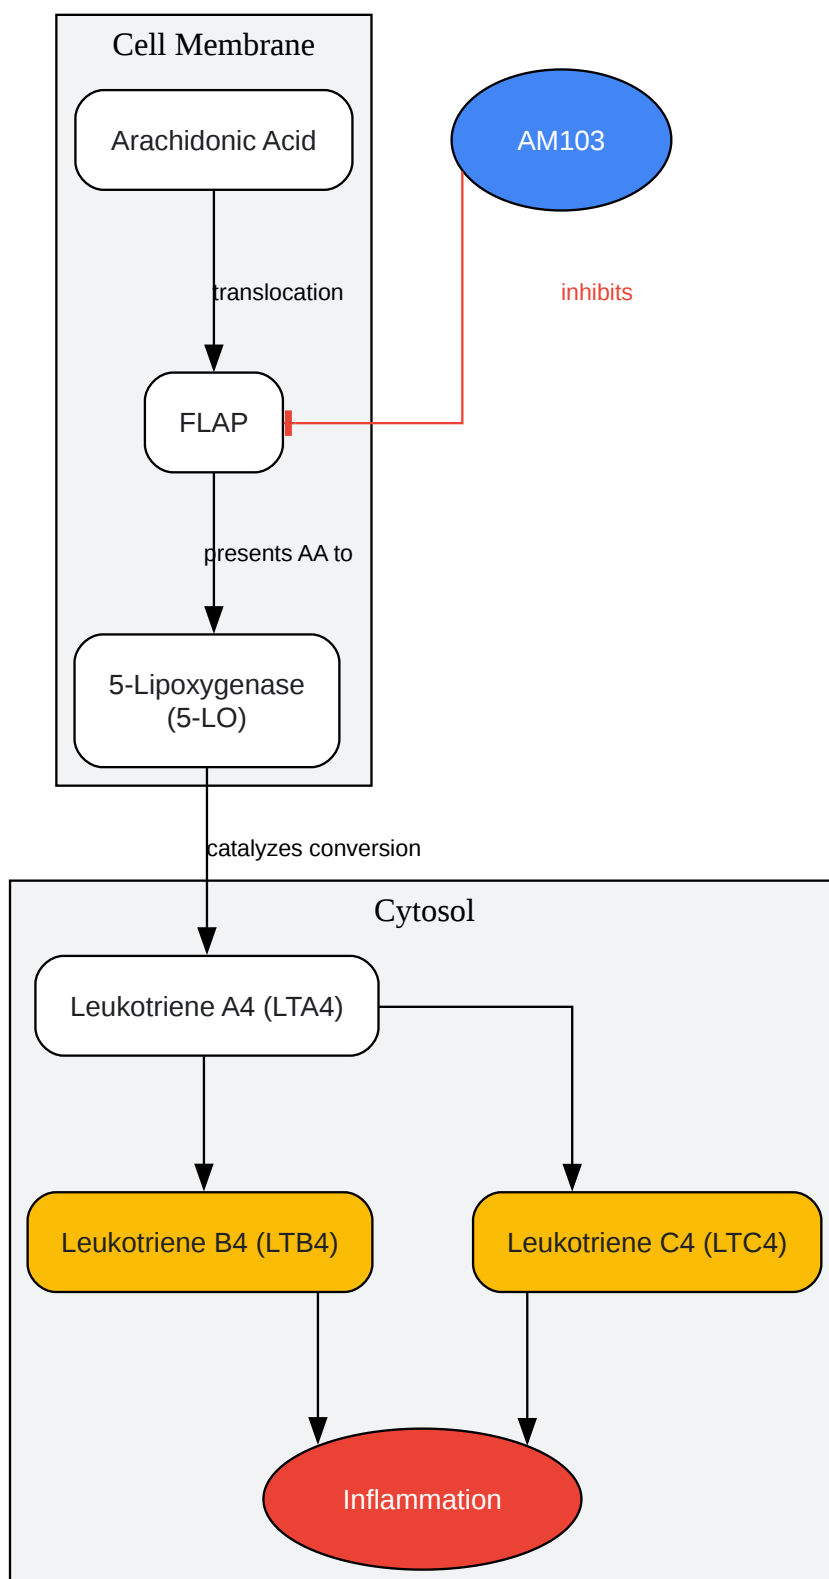 Cell Membrane
Arachidonic Acid
AM103
translocation
inhibits
FLAP
presents AA to
5-Lipoxygenase
(5-LO)
catalyzes conversion
Cytosol
Leukotriene A4 (LTA4)
Leukotriene B4 (LTB4)
Leukotriene C4 (LTC4)
Inflammation